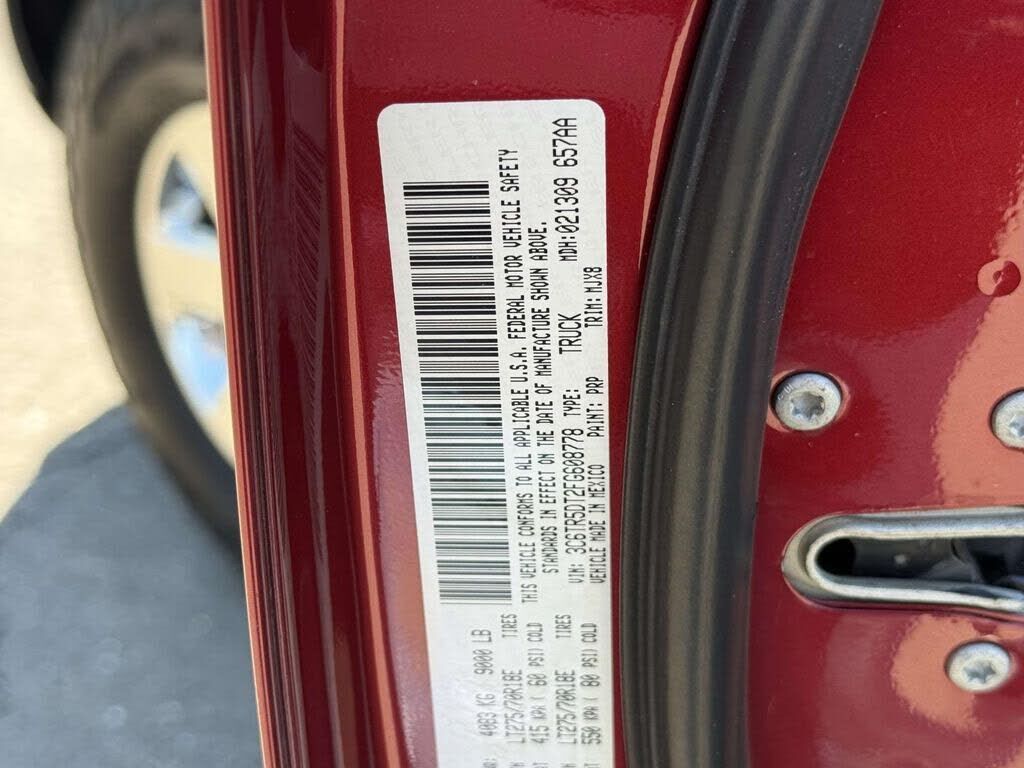 4083 KG 9000 LB
LT275/70R18E TIRES
415 KPA ( 60 PSI) COLD
LT275/70R18E TIRES
550 KPA ( 80 PSI) COLD
THIS VEHICLE CONFORMS TO ALL APPLICABLE U.S.A. FEDERAL MOTOR VEHICLE SAFETY
STANDARDS IN EFFECT ON THE DATE OF MANUFACTURE SHOWN ABOVE.
VIN: 3C6TR5DT2FG608778 TYPE: TRUCK MDH:021309 657AA
VEHICLE MADE IN MEXICO PAINT: PRP TRIM: MJX8